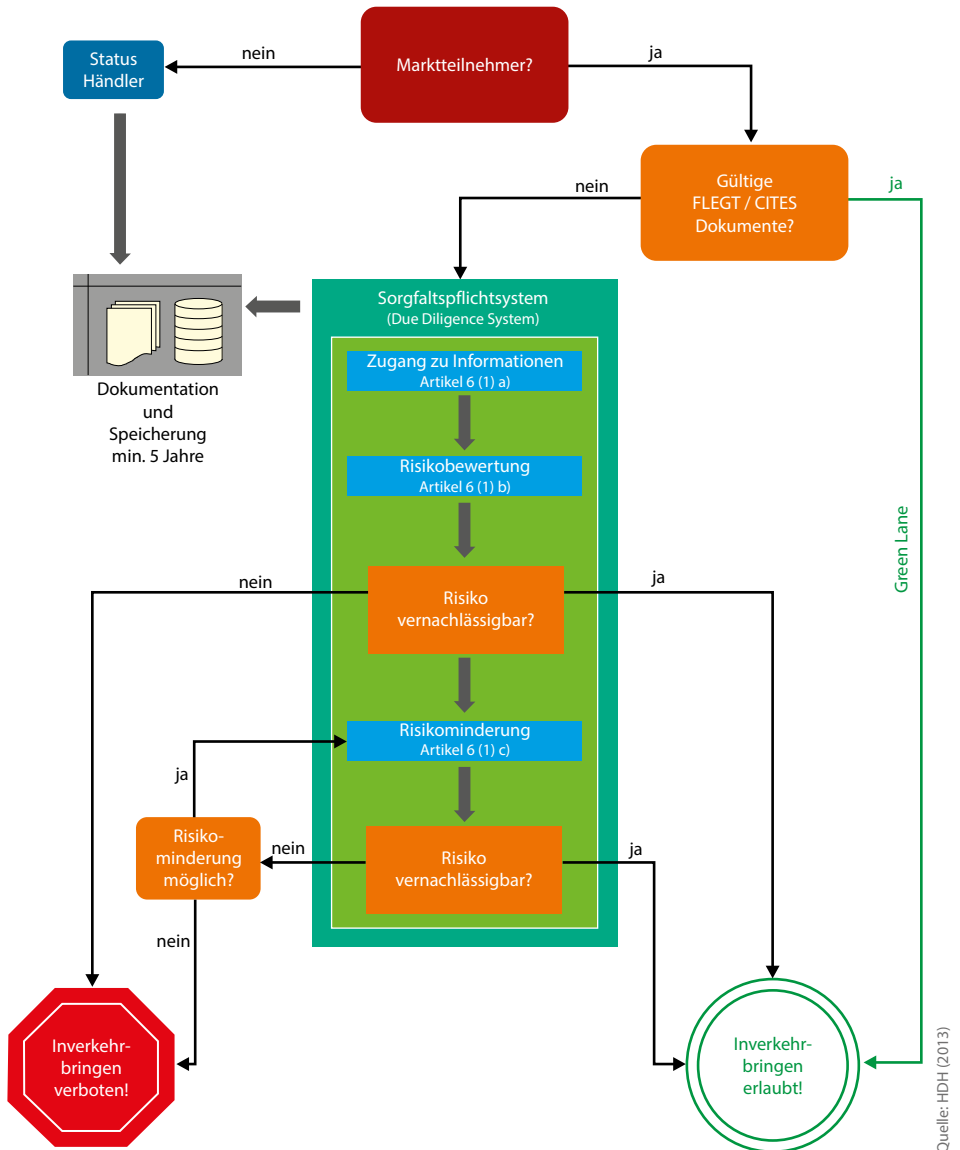 nein
Marktteilnehmer?
ja
Status
Händler
Gültige
FLEGT / CITES
Dokumente?
nein
ja
Sorgfaltspflichtsystem
(Due Diligence System)
Zugang zu Informationen
Artikel 6 (1) a)
Dokumentation
und
Speicherung
min. 5 Jahre
Risikobewertung
Artikel 6 (1) b)
Green Lane
nein
Risiko
vernachlässigbar?
ja
Risikominderung
Artikel 6 (1) c)
ja
Risiko-
minderung
möglich?
nein
Risiko
vernachlässigbar?
ja
nein
Inverkehr-
bringen
verboten!
Inverkehr-
bringen
erlaubt!
Quelle: HDH (2013)